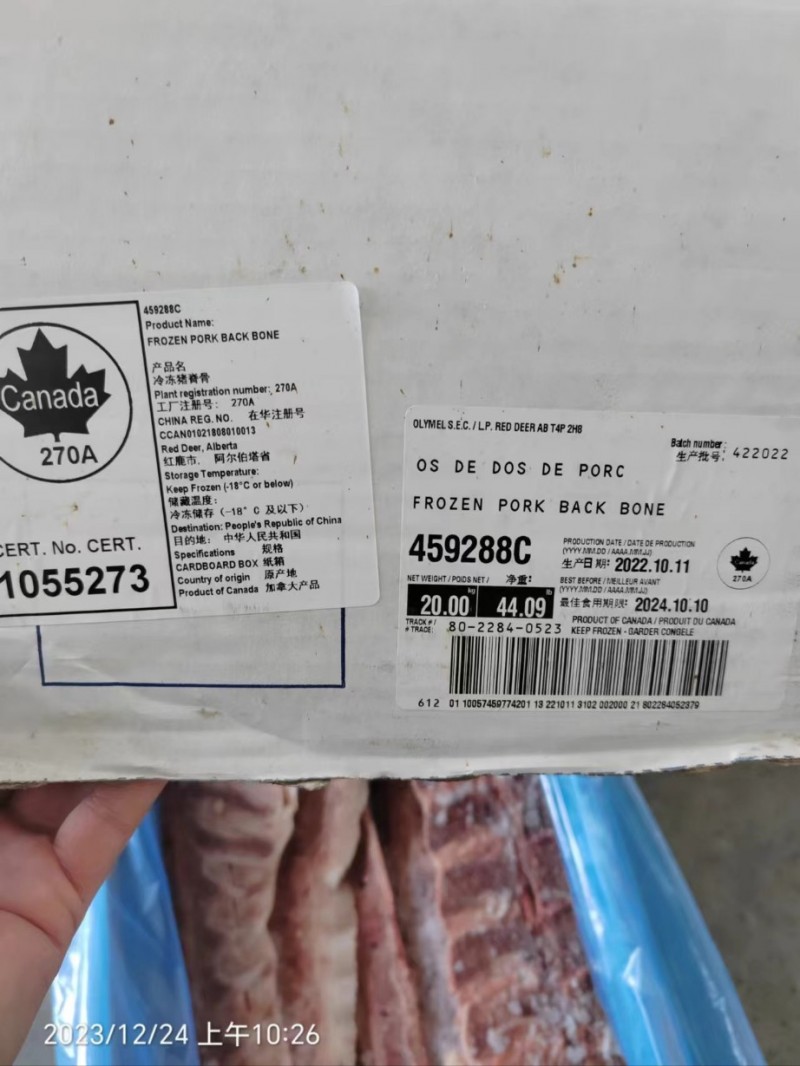 Canada
270A
CERT. No. CERT.
1055273
459288C
Product Name:
FROZEN PORK BACK BONE
产品名
冷冻猪脊骨
Plant registration number: 270A
工厂注册号: 270A
CHINA REG. NO. 在华注册号
CCAN01021808010013
Red Deer, Alberta
红鹿市, 阿尔伯塔省
Storage Temperature:
Keep Frozen (-18°C or below)
储藏温度:
冷冻储存 (-18° C 及以下)
Destination: People's Republic of China
目的地: 中华人民共和国
Specifications 规格
CARDBOARD BOX 纸箱
Country of origin 原产地
Product of Canada 加拿大产品
OLYMEL S.E.C. / L.P. RED DEER AB T4P 2H8
Batch number:
生产批号: 422022
OS DE DOS DE PORC
FROZEN PORK BACK BONE
459288C
PRODUCTION DATE / DATE DE PRODUCTION
(YYYY.MM.DD / AAAA.MM.JJ)
生产日期: 2022.10.11
Canada
270A
NET WEIGHT / POIDS NET / 净重:
20.00 kg 44.09 lb
BEST BEFORE / MEILLEUR AVANT
(YYYY.MM.DD / AAAA.MM.JJ)
最佳食用期限: 2024.10.10
TRACK # /
# TRACE: 80-2284-0523
PRODUCT OF CANADA / PRODUIT DU CANADA
KEEP FROZEN - GARDER CONGELE
612 01 10057459774201 13 221011 3102 002000 21 802284052379
2023/12/24 上午10:26